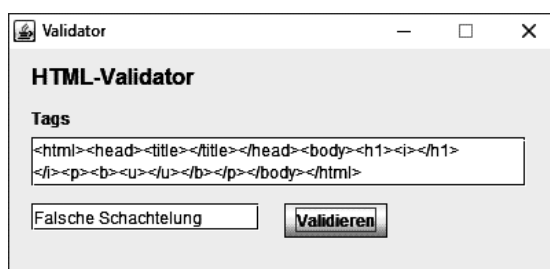 Validator
HTML-Validator
Tags
<html><head><title></title></head><body><h1><i></h1>
</i><p><b><u></u></b></p></body></html>
Falsche Schachtelung
Validieren